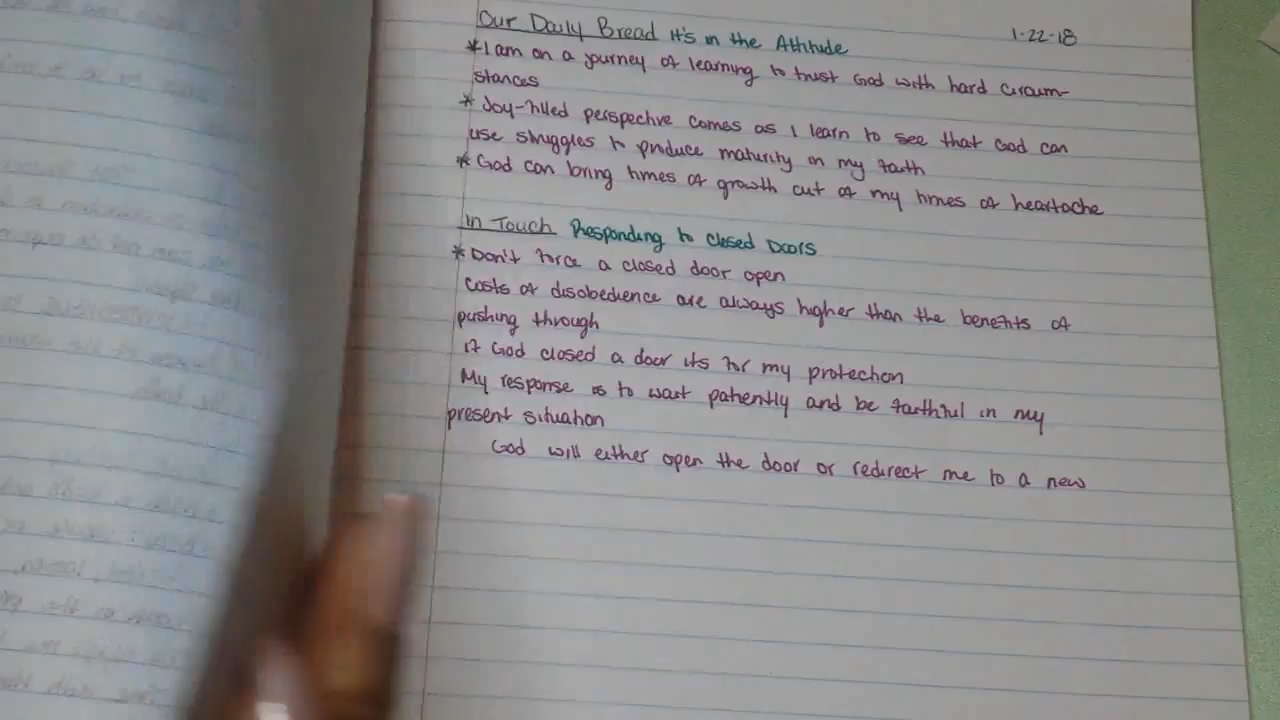 Our Daily Bread It's in the Attitude 1-22-18
* I am on a journey of learning to trust God with hard circum-
stances
* Joy-filled perspective comes as I learn to see that God can
use struggles to produce maturity in my faith
* God can bring times of growth out of my times of heartache
In Touch Responding to Closed Doors
* Don't force a closed door open
Costs of disobedience are always higher than the benefits of
pushing through
if God closed a door its for my protection
My response is to wait patiently and be faithful in my
present situation
God will either open the door or redirect me to a new